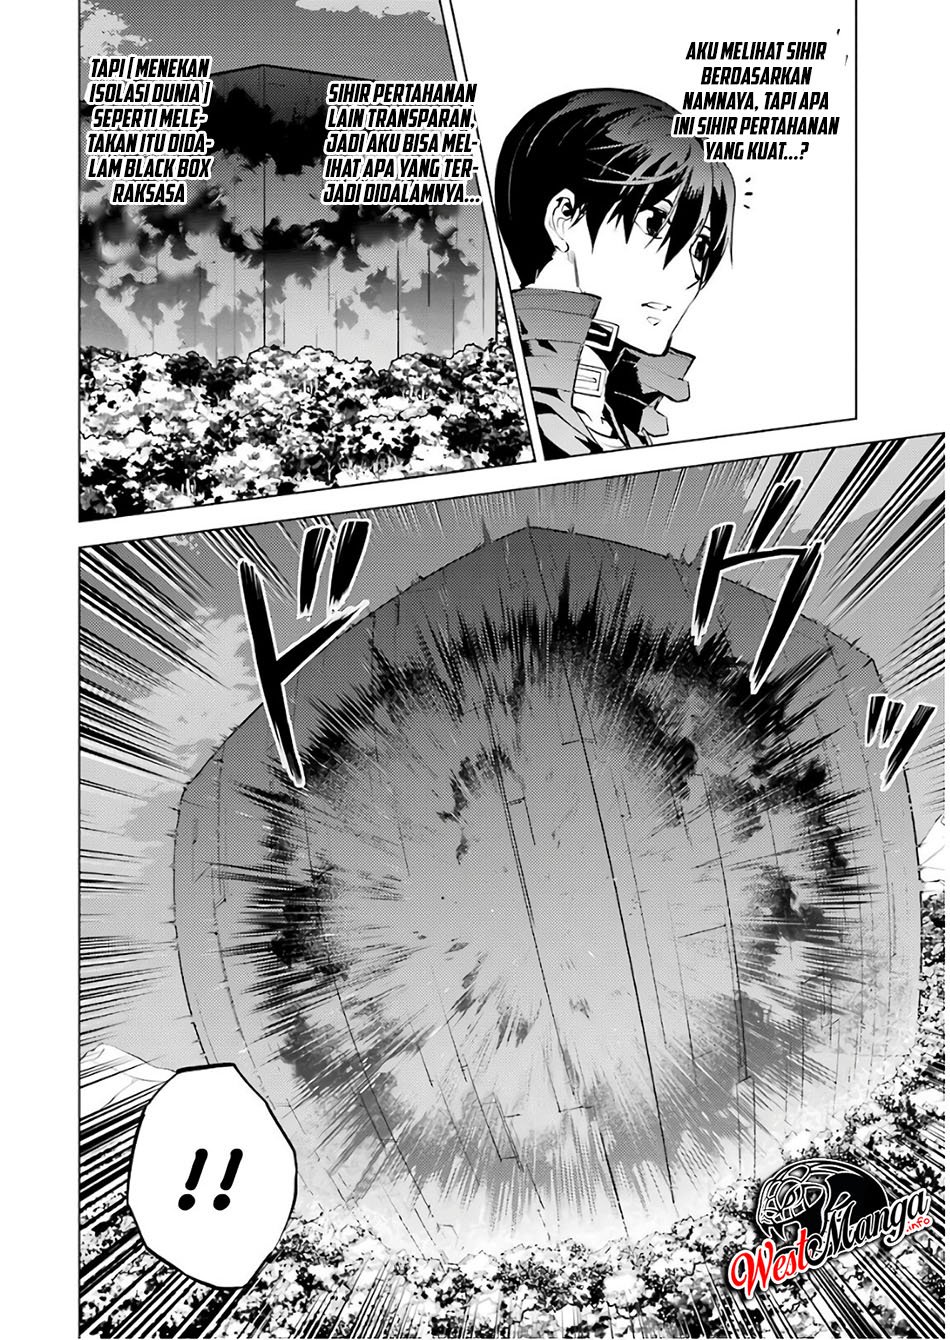 AKU MELIHAT SIHIR
BERDASARKAN
NAMNAYA, TAPI APA
INI SIHIR PERTAHANAN
YANG KUAT...?
SIHIR PERTAHANAN
LAIN TRANSPARAN.
JADI AKU BISA MEL-
IHAT APA YANG TER-
JADI DIDALAMNYA...
TAPI [ MENEKAN
ISOLASI DUNIA ]
SEPERTI MELE-
TAKAN ITU DIDA-
LAM BLACK BOX
RAKSASA
ドクッ
!!
WestManga
.info